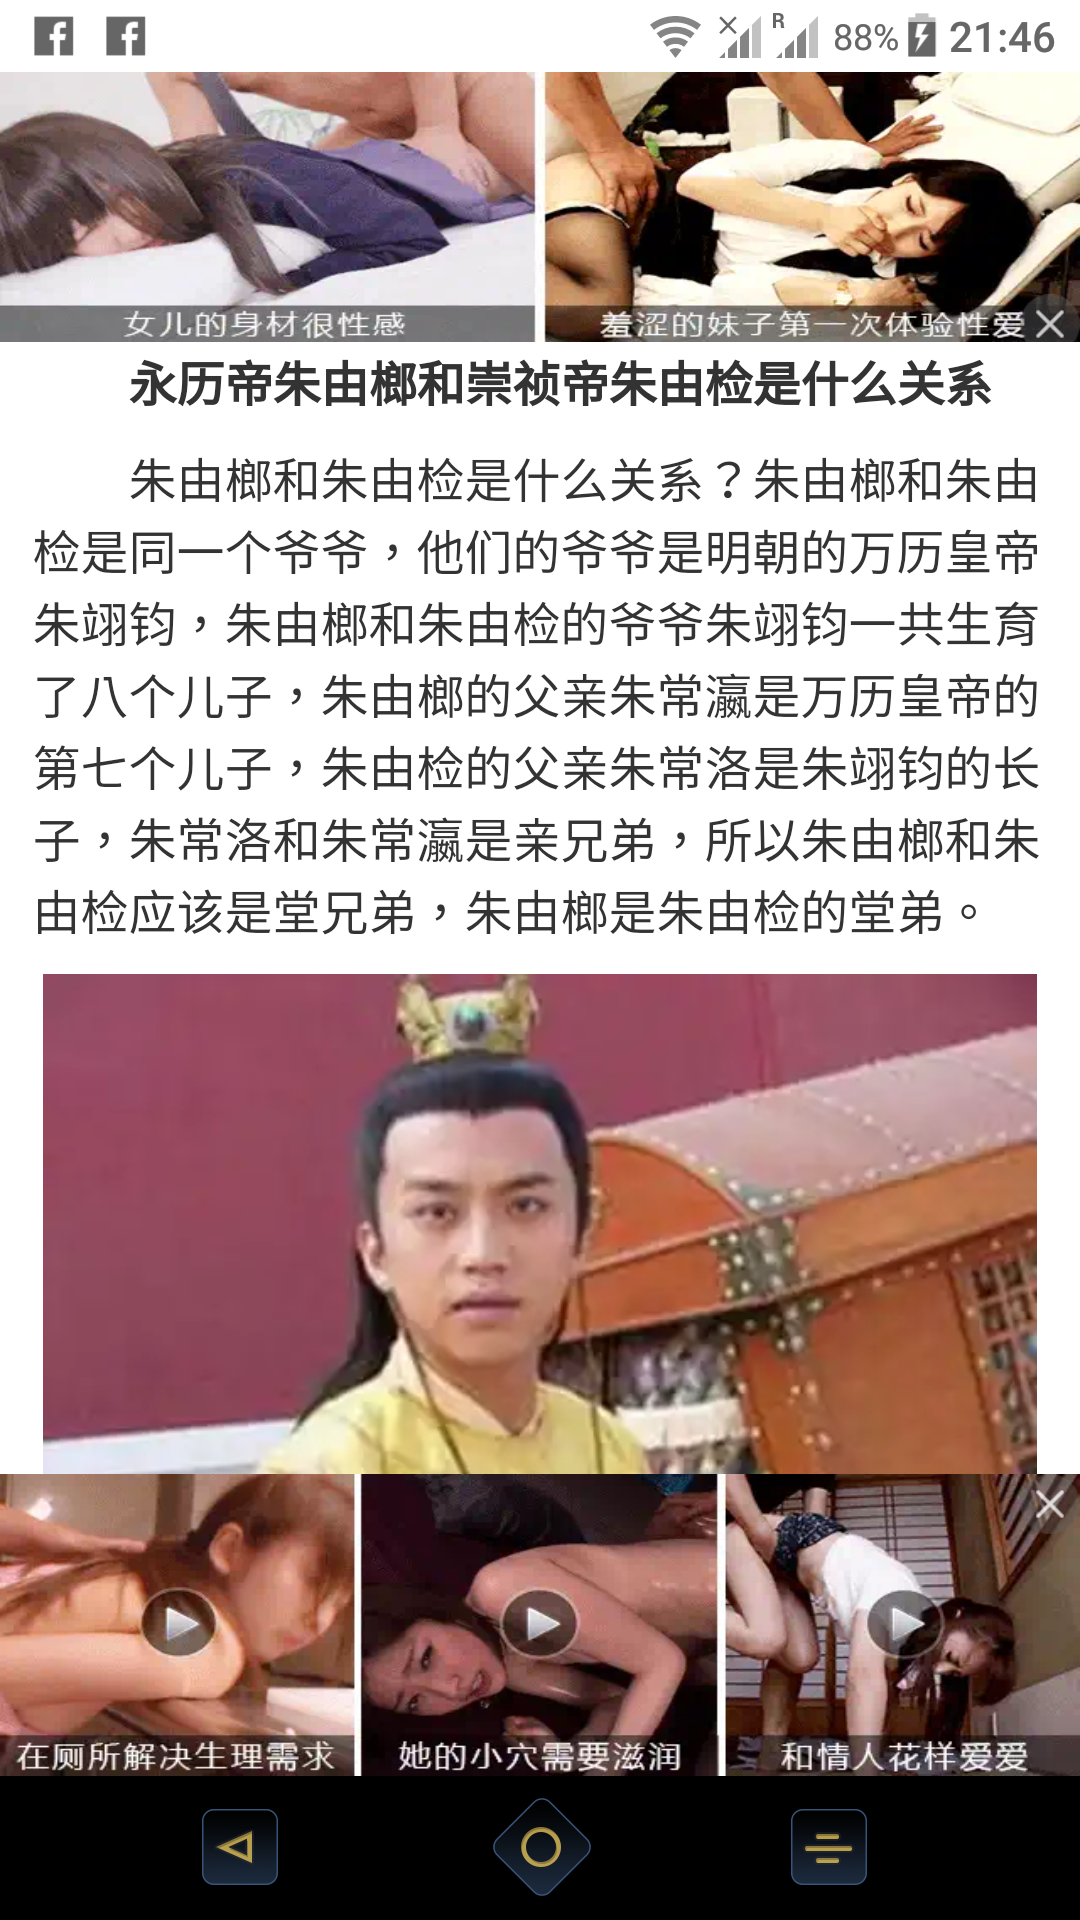 R 88% 21:46
女儿的身材很性感
羞涩的妹子第一次体验性爱
永历帝朱由榔和崇祯帝朱由检是什么关系
朱由榔和朱由检是什么关系？朱由榔和朱由
检是同一个爷爷，他们的爷爷是明朝的万历皇帝
朱翊钧，朱由榔和朱由检的爷爷朱翊钧一共生育
了八个儿子，朱由榔的父亲朱常瀛是万历皇帝的
第七个儿子，朱由检的父亲朱常洛是朱翊钧的长
子，朱常洛和朱常瀛是亲兄弟，所以朱由榔和朱
由检应该是堂兄弟，朱由榔是朱由检的堂弟。
在厕所解决生理需求
她的小穴需要滋润
和情人花样爱爱